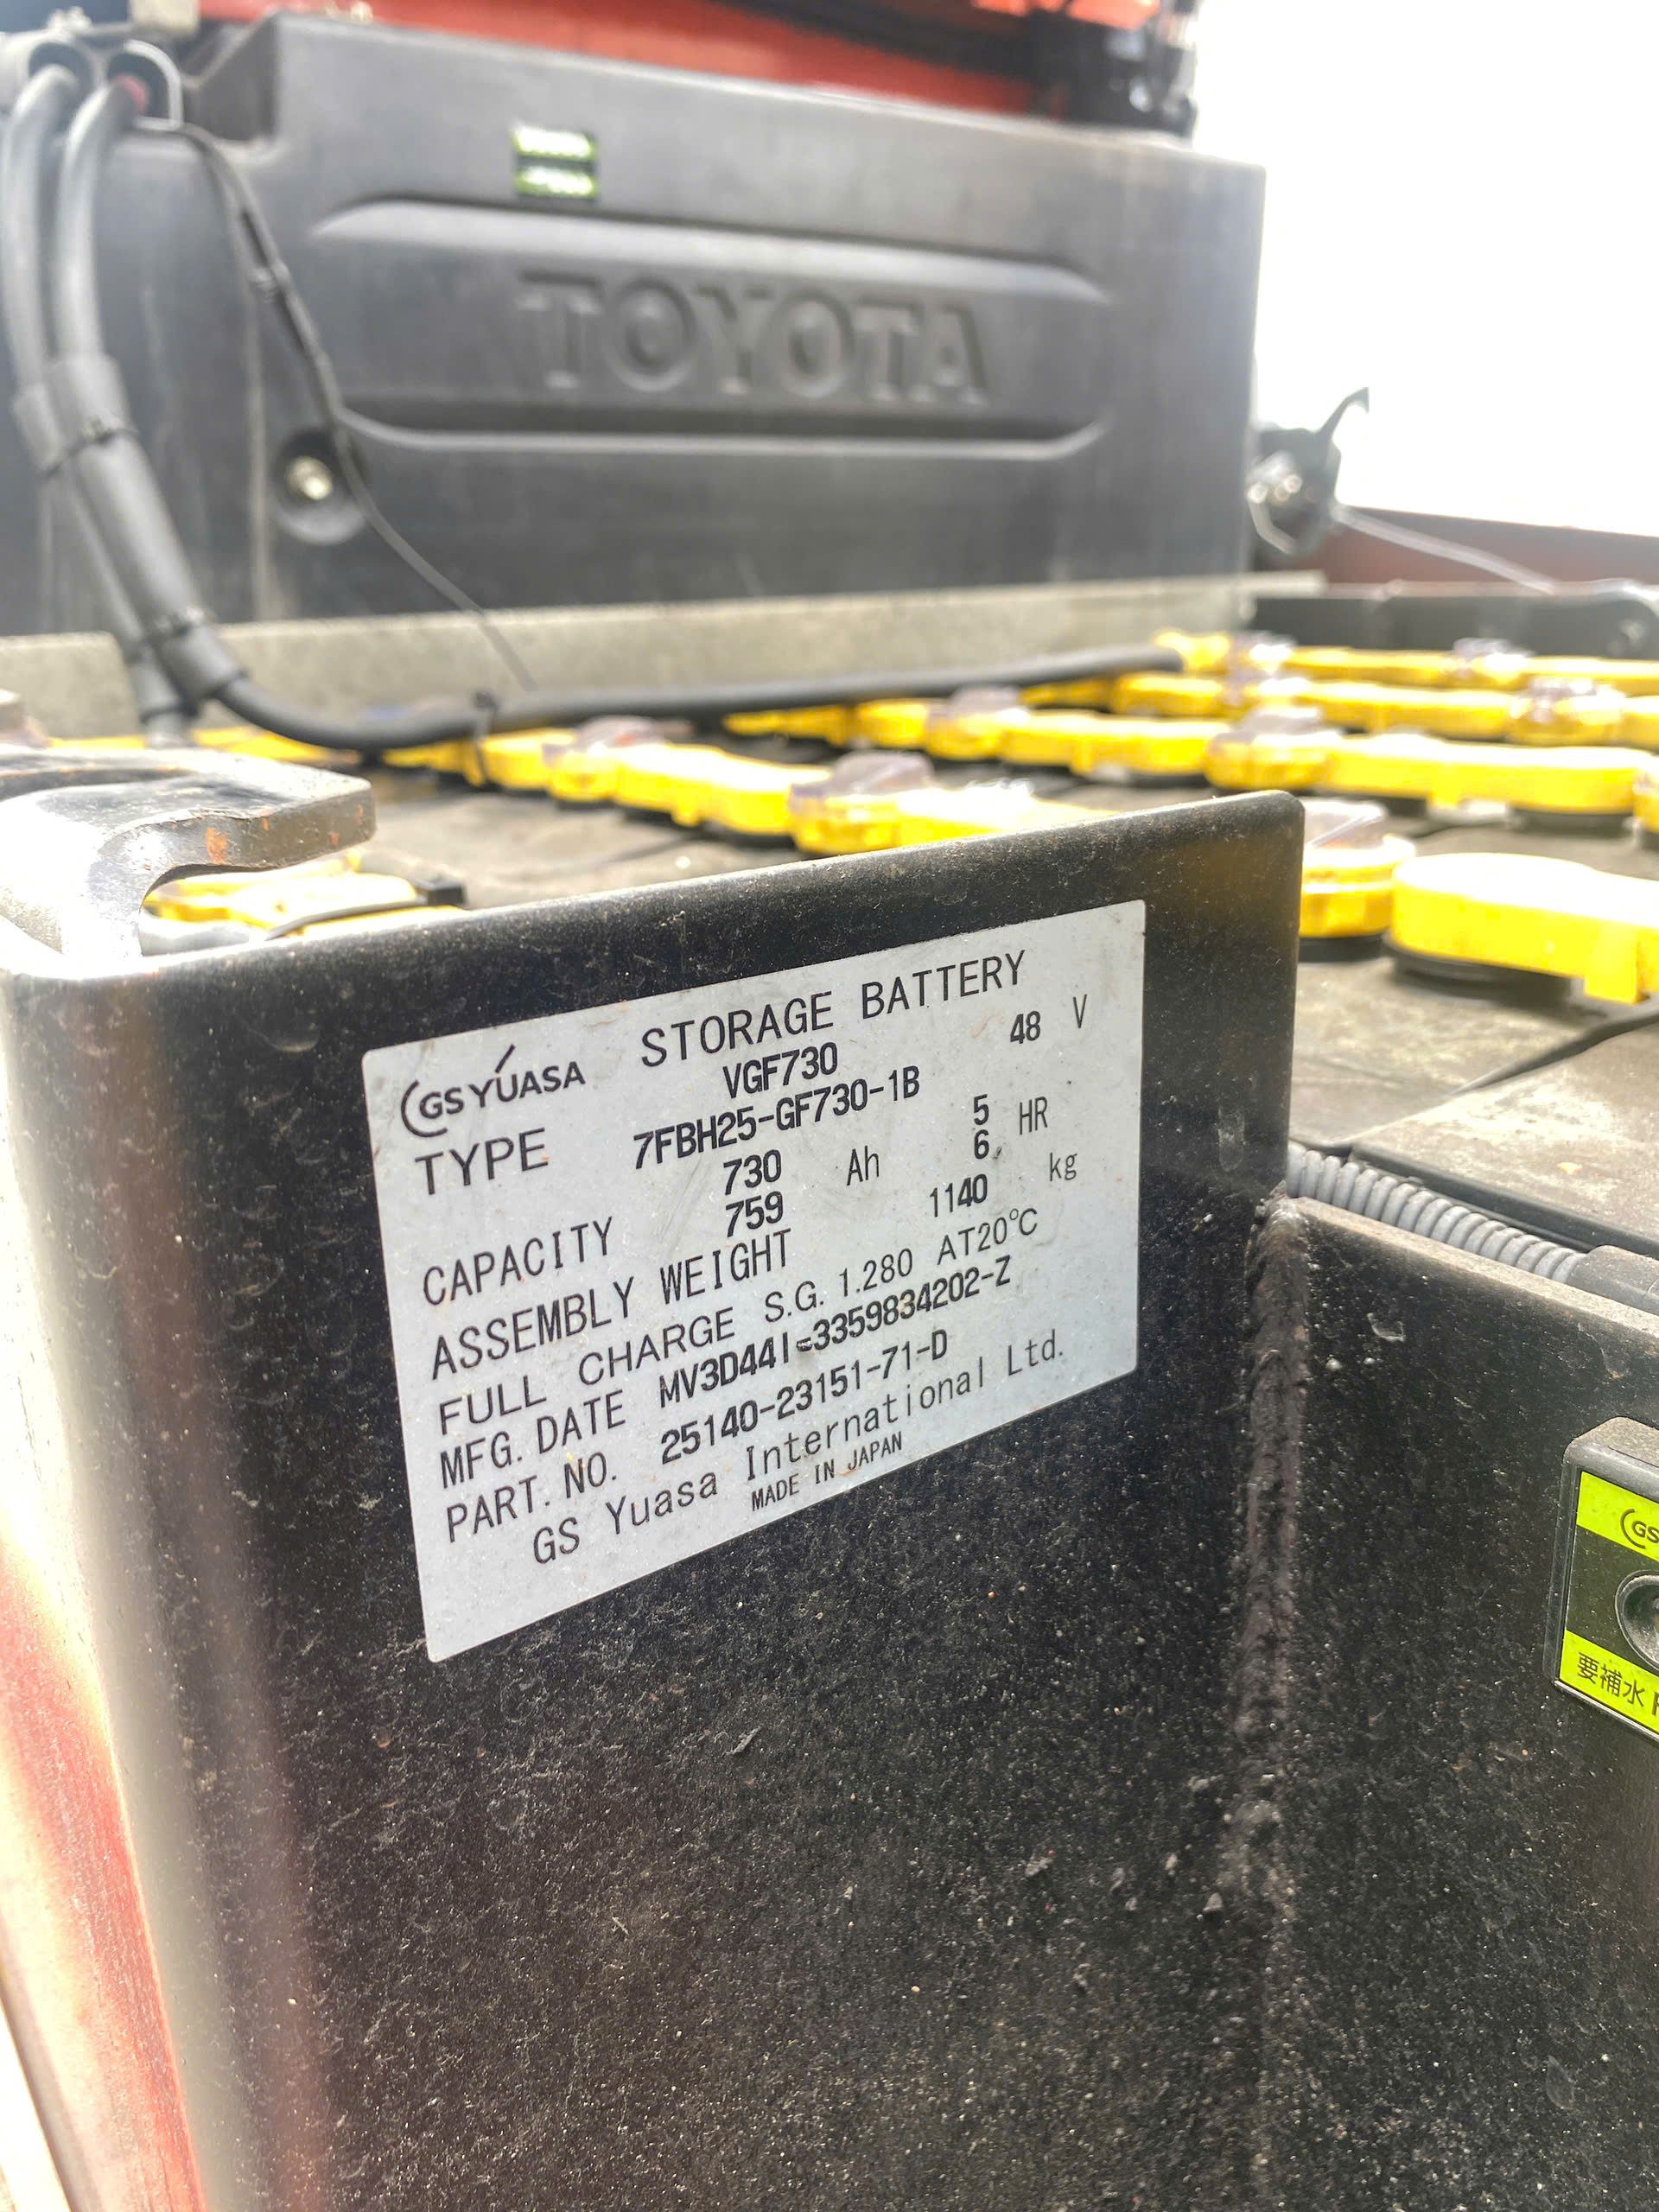 TOYOTA
GS YUASA STORAGE BATTERY
VGF730 48 V
TYPE 7FBH25-GF730-1B
730 Ah 5 HR
CAPACITY 759 6
ASSEMBLY WEIGHT 1140 kg
FULL CHARGE S.G. 1.280 AT20℃
MFG. DATE MV3D44I=3359834202-Z
PART. NO. 25140-23151-71-D
GS Yuasa International Ltd.
MADE IN JAPAN
GS
要補水